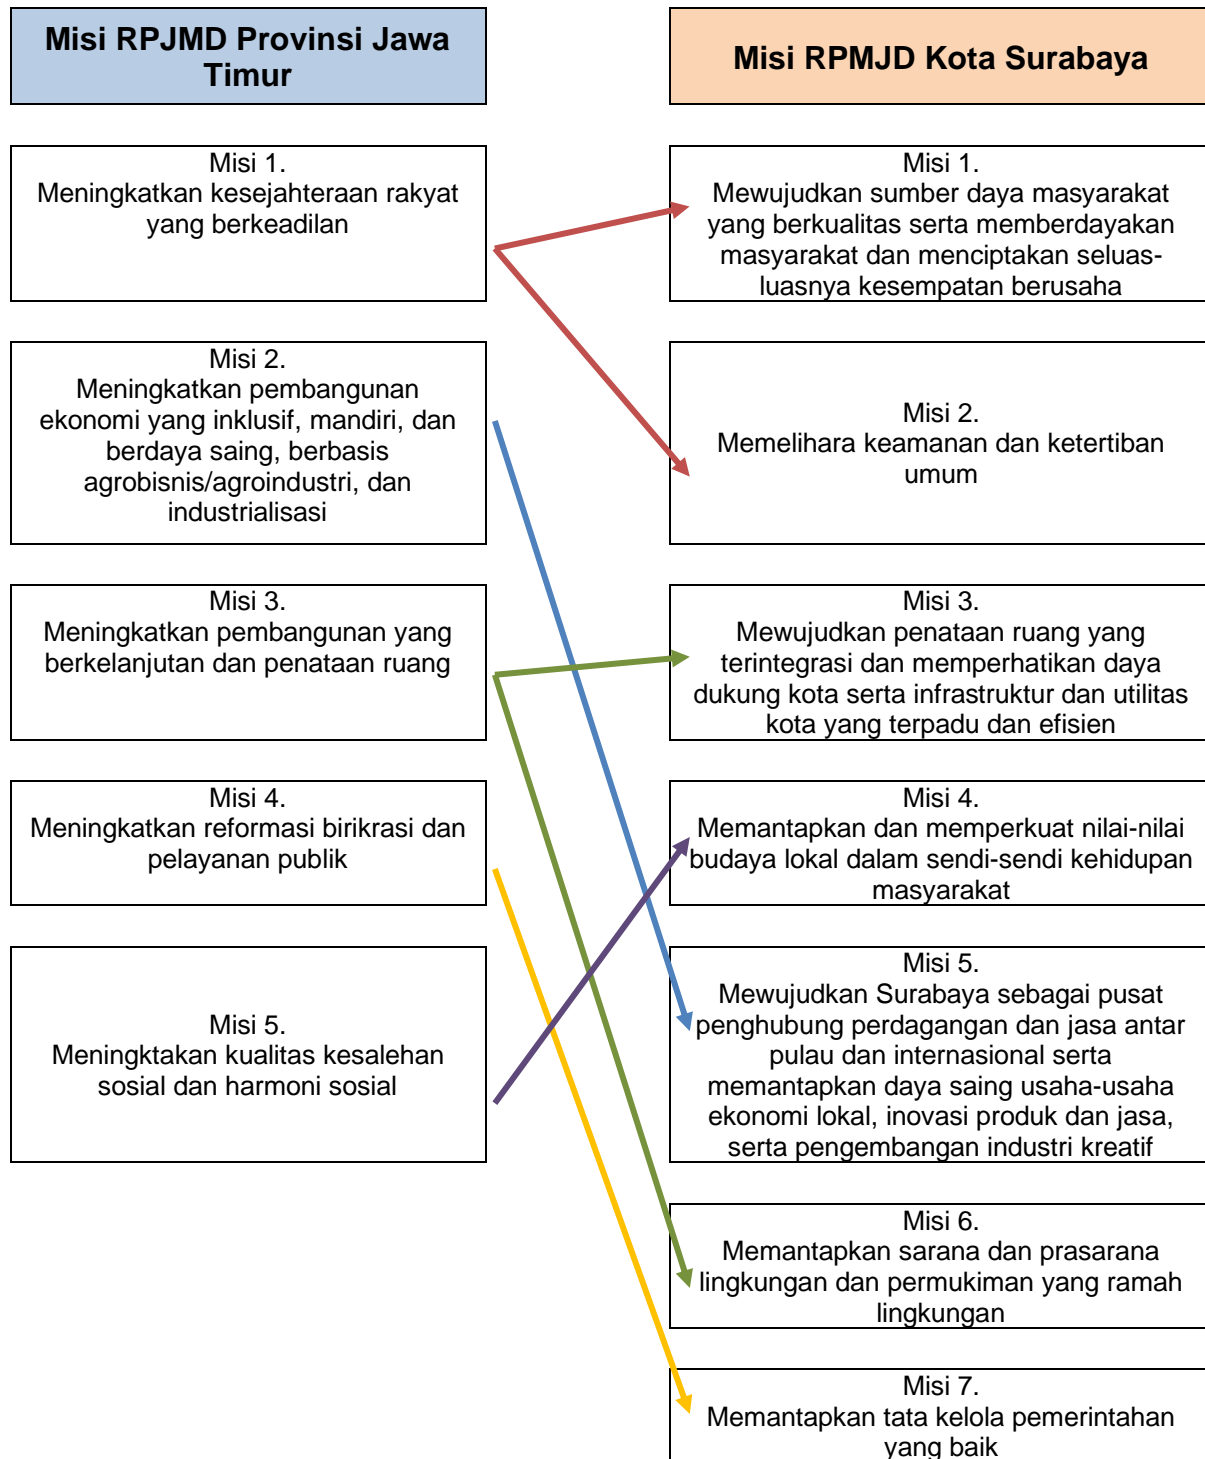 Misi RPJMD Provinsi Jawa
Timur
Misi 1.
Meningkatkan kesejahteraan rakyat
yang berkeadilan
Misi 2.
Meningkatkan pembangunan
ekonomi yang inklusif, mandiri, dan
berdaya saing, berbasis
agrobisnis/agroindustri, dan
industrialisasi
Misi 3.
Meningkatkan pembangunan yang
berkelanjutan dan penataan ruang
Misi 4.
Meningkatkan reformasi birikrasi dan
pelayanan publik
Misi 5.
Meningktakan kualitas kesalehan
sosial dan harmoni sosial
Misi RPMJD Kota Surabaya
Misi 1.
Mewujudkan sumber daya masyarakat
yang berkualitas serta memberdayakan
masyarakat dan menciptakan seluas-
luasnya kesempatan berusaha
Misi 2.
Memelihara keamanan dan ketertiban
umum
Misi 3.
Mewujudkan penataan ruang yang
terintegrasi dan memperhatikan daya
dukung kota serta infrastruktur dan utilitas
kota yang terpadu dan efisien
Misi 4.
Memantapkan dan memperkuat nilai-nilai
budaya lokal dalam sendi-sendi kehidupan
masyarakat
Misi 5.
Mewujudkan Surabaya sebagai pusat
penghubung perdagangan dan jasa antar
pulau dan internasional serta
memantapkan daya saing usaha-usaha
ekonomi lokal, inovasi produk dan jasa,
serta pengembangan industri kreatif
Misi 6.
Memantapkan sarana dan prasarana
lingkungan dan permukiman yang ramah
lingkungan
Misi 7.
Memantapkan tata kelola pemerintahan
yang baik